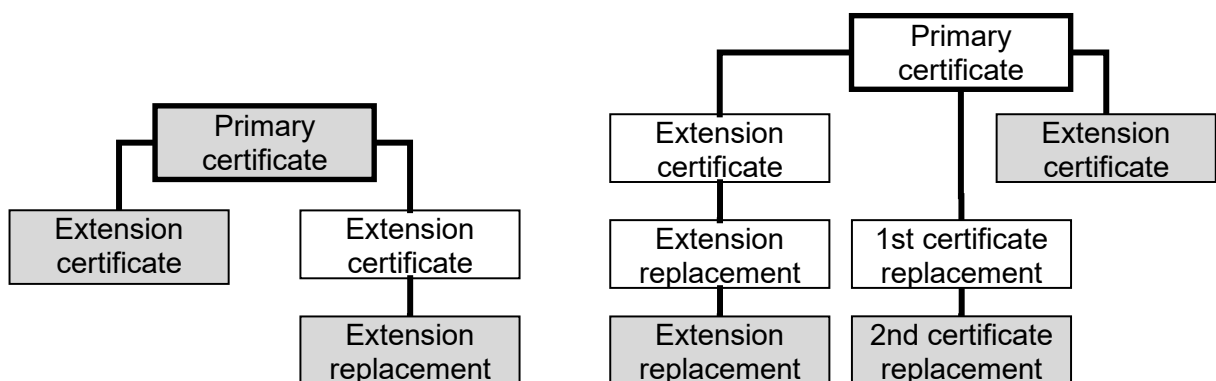 Primary
certificate
Extension
certificate
Extension
certificate
Extension
replacement
Primary
certificate
Extension
certificate
Extension
certificate
Extension
replacement
1st certificate
replacement
Extension
replacement
2nd certificate
replacement